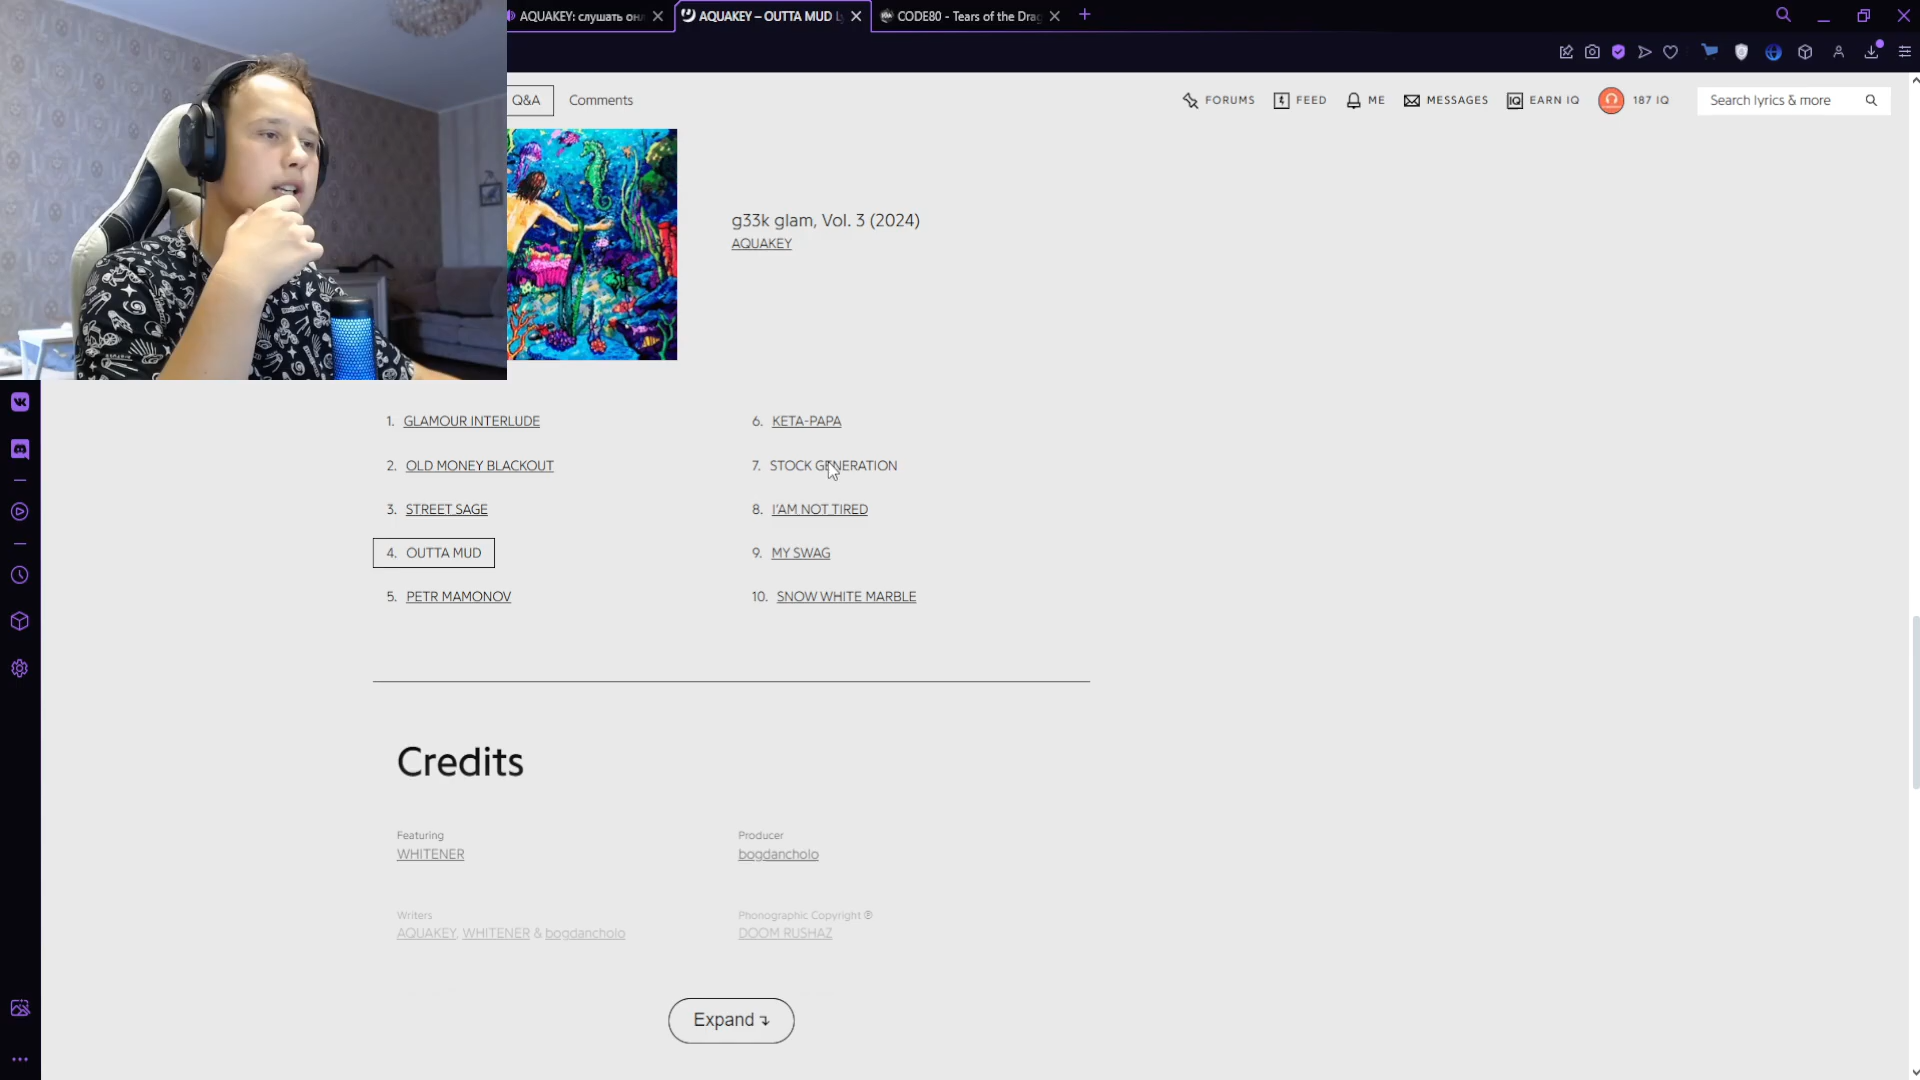 AQUAKEY: слушать онл
AQUAKEY – OUTTA MUD L
CODE80 - Tears of the Drag
Q&A
Comments
FORUMS
FEED
ME
MESSAGES
EARN IQ
187 IQ
Search lyrics & more
g33k glam, Vol. 3 (2024)
AQUAKEY
1. GLAMOUR INTERLUDE
2. OLD MONEY BLACKOUT
3. STREET SAGE
4. OUTTA MUD
5. PETR MAMONOV
6. KETA-PAPA
7. STOCK GENERATION
8. I'AM NOT TIRED
9. MY SWAG
10. SNOW WHITE MARBLE
Credits
Featuring
WHITENER
Producer
bogdancholo
Writers
AQUAKEY, WHITENER & bogdancholo
Phonographic Copyright ℗
DOOM RUSHAZ
Expand